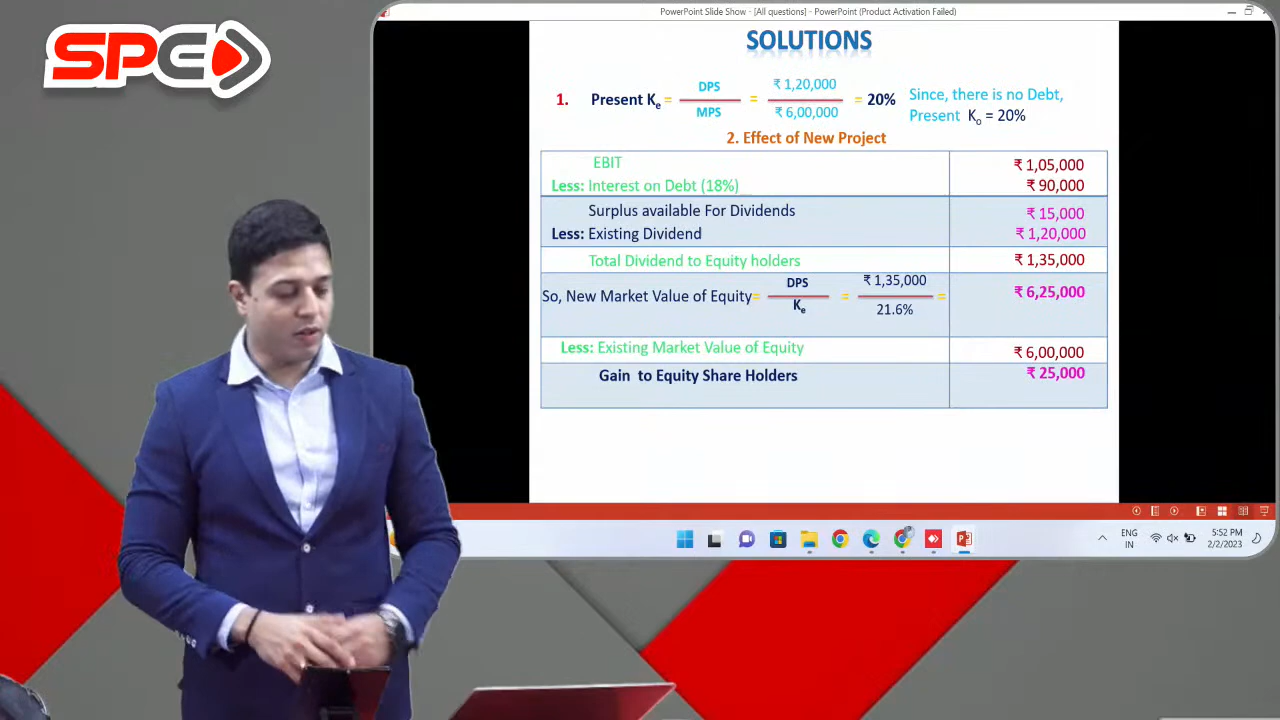 SPED
PowerPoint Slide Show - [All questions] - PowerPoint (Product Activation Failed)
SOLUTIONS
1. Present Ke = DPS / MPS = ₹ 1,20,000 / ₹ 6,00,000 = 20%
Since, there is no Debt,
Present Ko = 20%
2. Effect of New Project
EBIT ₹ 1,05,000
Less: Interest on Debt (18%) ₹ 90,000
Surplus available For Dividends ₹ 15,000
Less: Existing Dividend ₹ 1,20,000
Total Dividend to Equity holders ₹ 1,35,000
So, New Market Value of Equity= DPS / Ke = ₹ 1,35,000 / 21.6% = ₹ 6,25,000
Less: Existing Market Value of Equity ₹ 6,00,000
Gain to Equity Share Holders ₹ 25,000
ENG
IN
5:52 PM
2/2/2023